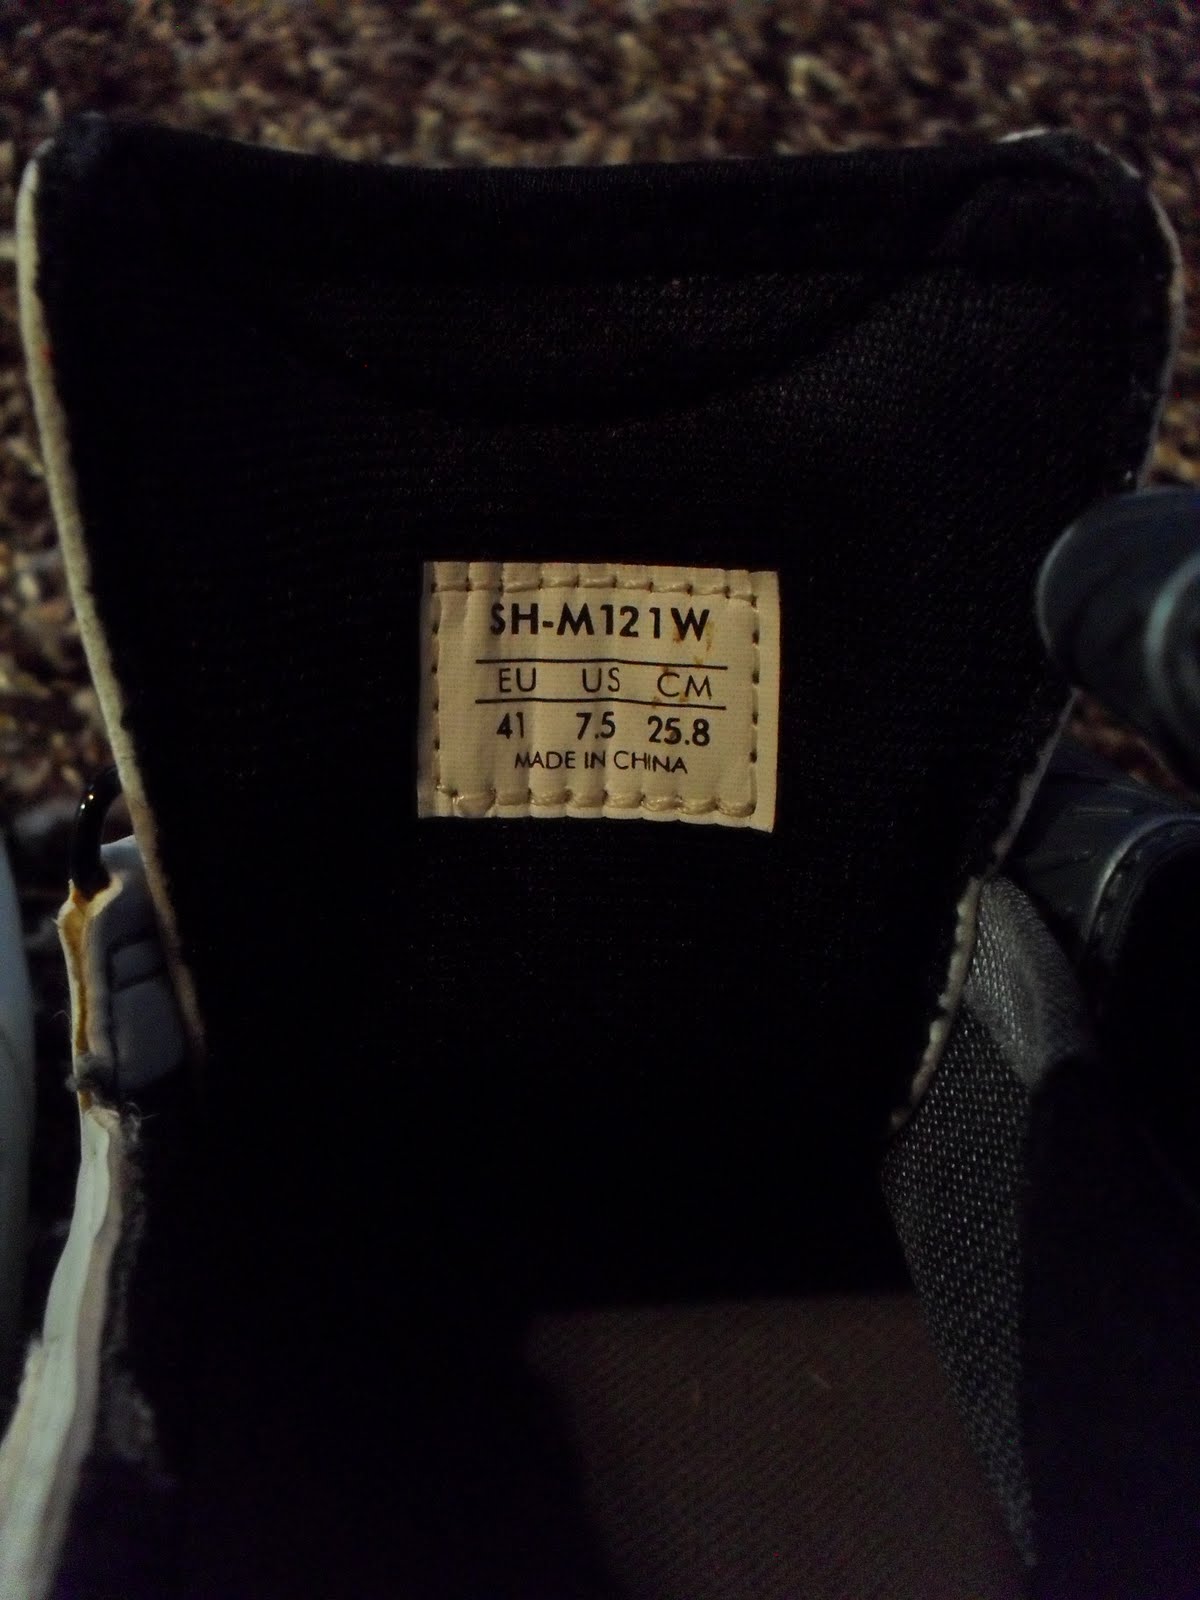 SH-M121W
EU US CM
41 7.5 25.8
MADE IN CHINA